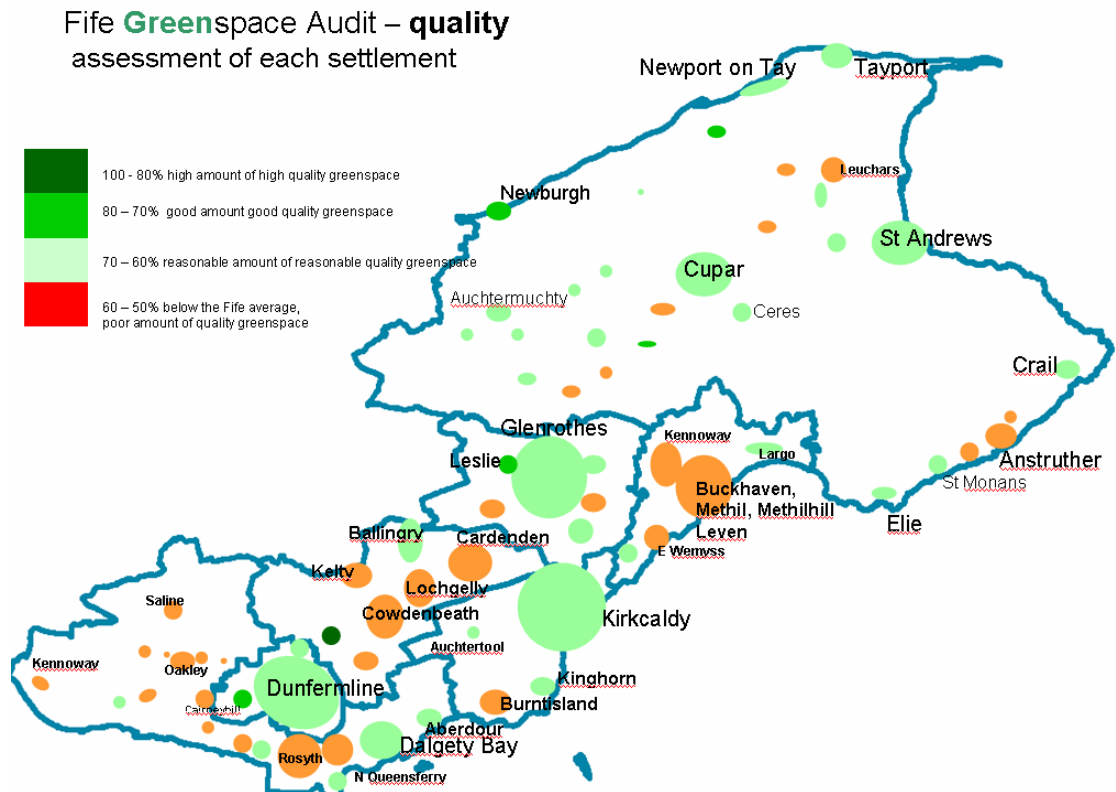 Fife Greenspace Audit – quality
assessment of each settlement
100 - 80% high amount of high quality greenspace
80 – 70%  good amount good quality greenspace
70 – 60% reasonable amount of reasonable quality greenspace
60 – 50% below the Fife average,
poor amount of quality greenspace
Newport on Tay
Tayport
Leuchars
Newburgh
St Andrews
Cupar
Auchtermuchty
Ceres
Crail
Glenrothes
Kennoway
Leslie
Largo
Anstruther
St Monans
Buckhaven,
Methil, Methilhill
Leven
Elie
Ballingry
Cardenden
E Wemyss
Kelty
Lochgelly
Saline
Cowdenbeath
Kirkcaldy
Auchtertool
Kennoway
Oakley
Kinghorn
Dunfermline
Cairneyhill
Burntisland
Aberdour
Dalgety Bay
Rosyth
N Queensferry